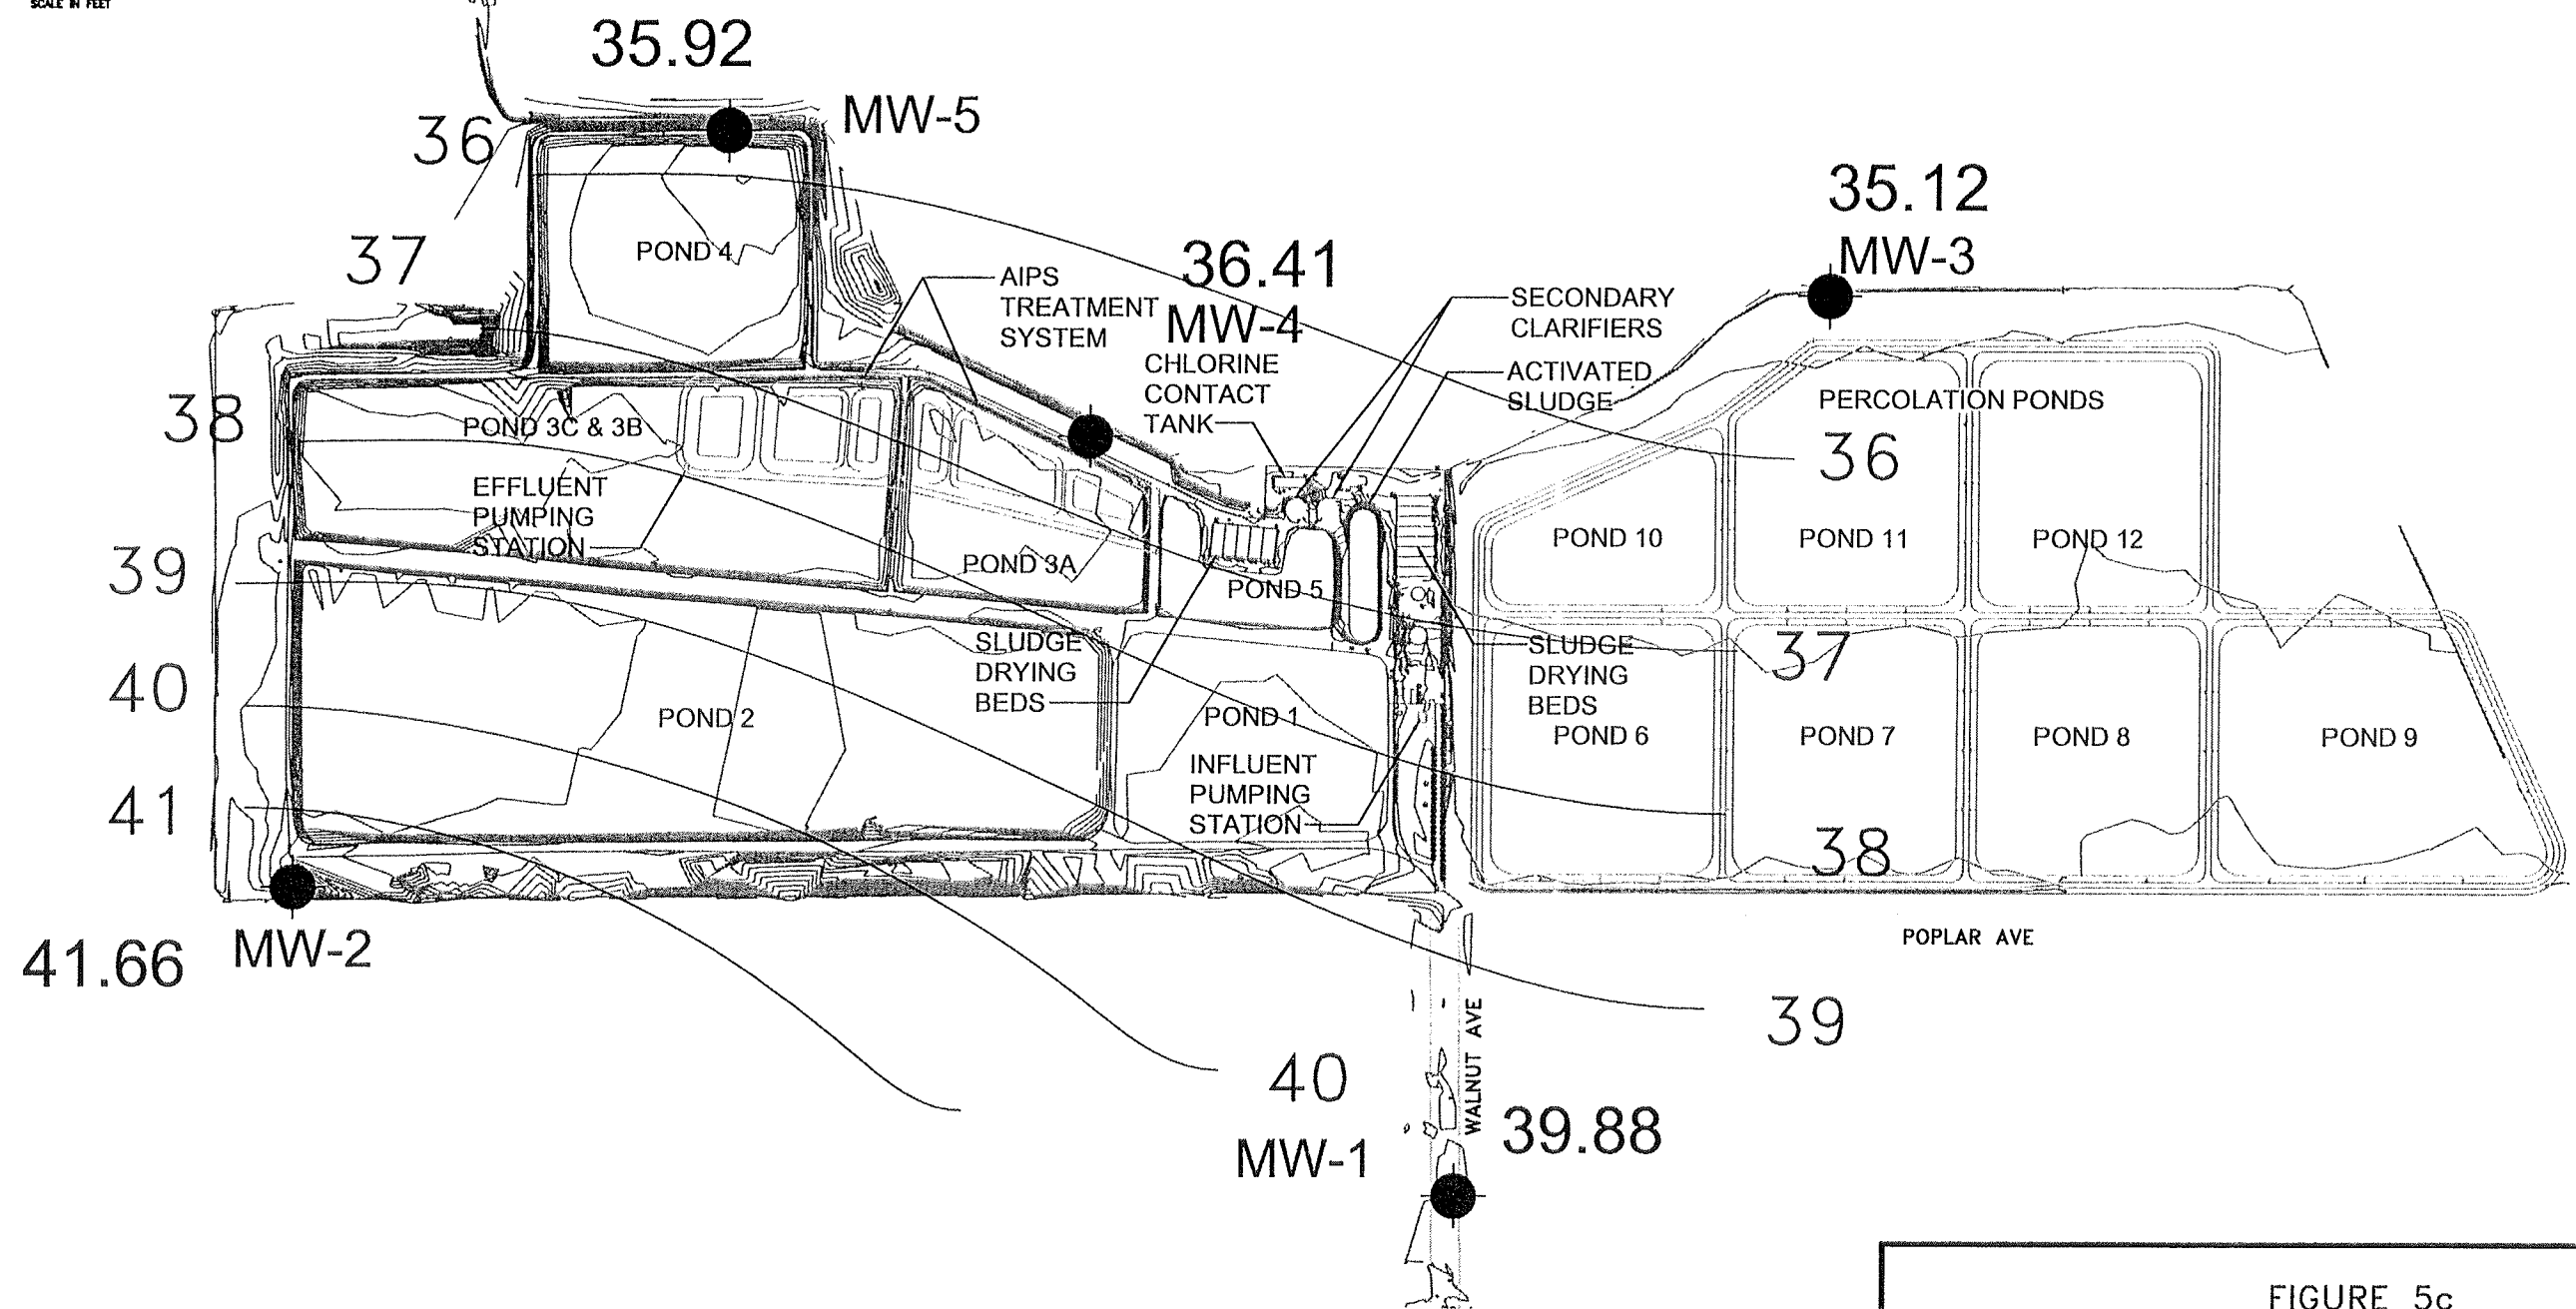 SCALE IN FEET
35.92
MW-5
36
37
POND 4
35.12
MW-3
36.41
MW-4
AIPS
TREATMENT
SYSTEM
CHLORINE
CONTACT
TANK
SECONDARY
CLARIFIERS
ACTIVATED
SLUDGE
PERCOLATION PONDS
38
POND 3C & 3B
36
EFFLUENT
PUMPING
STATION
POND 10
POND 11
POND 12
39
POND 3A
POND 5
SLUDGE
DRYING
BEDS
SLUDGE
DRYING
BEDS
37
40
POND 2
POND 1
POND 6
POND 7
POND 8
POND 9
INFLUENT
PUMPING
STATION
41
38
POPLAR AVE
41.66
MW-2
39
WALNUT AVE
40
MW-1
39.88
FIGURE 5c